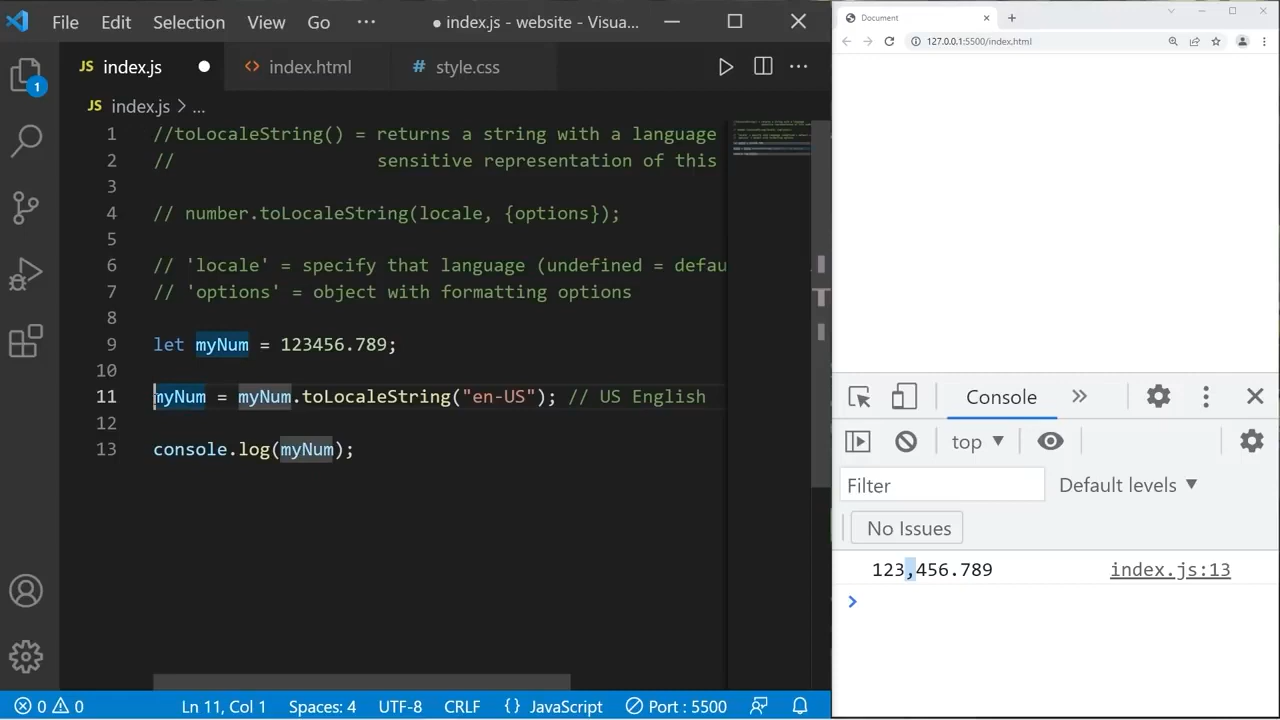 File Edit Selection View Go ··· ● index.js - website - Visua...
JS index.js ● <> index.html # style.css ···
JS index.js > ...
1 //toLocaleString() = returns a string with a language
2 // sensitive representation of this
3
4 // number.toLocaleString(locale, {options});
5
6 // 'locale' = specify that language (undefined = defau
7 // 'options' = object with formatting options
8
9 let myNum = 123456.789;
10
11 myNum = myNum.toLocaleString("en-US"); // US English
12
13 console.log(myNum);
1
0 0 Ln 11, Col 1 Spaces: 4 UTF-8 CRLF {} JavaScript Port : 5500
Document
127.0.0.1:5500/index.html
Console »
top ▼
Filter Default levels ▼
No Issues
123,456.789 index.js:13
>